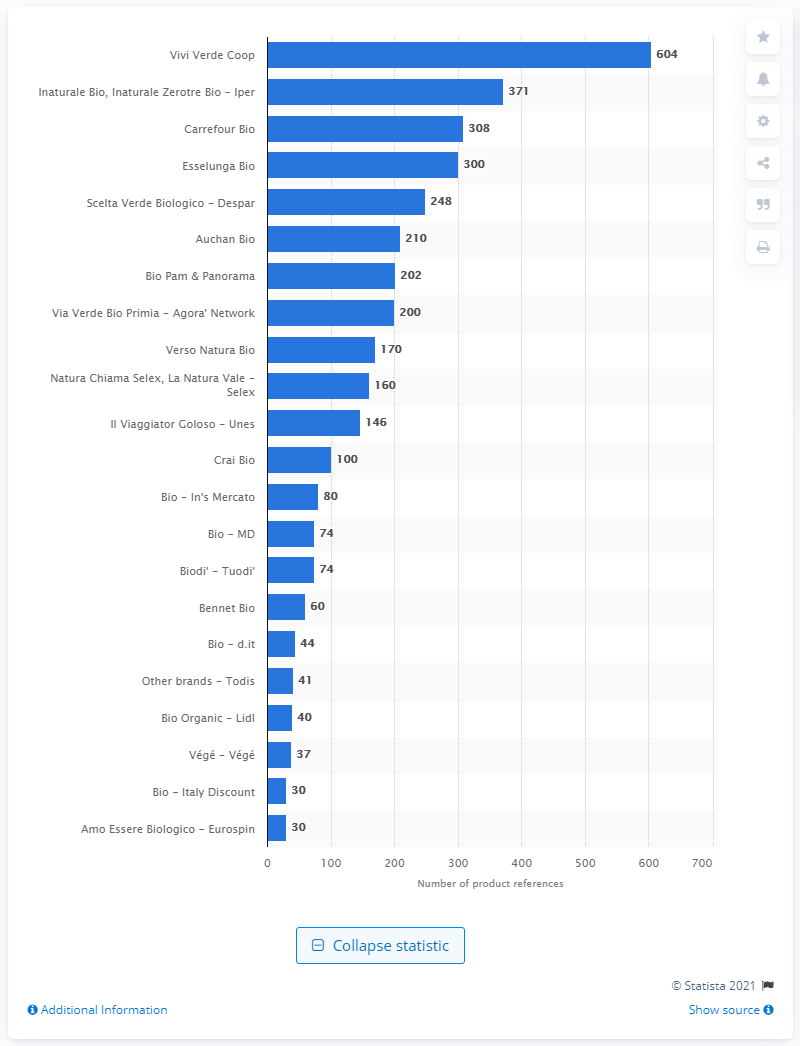 Vivi Verde Coop 604
Inaturale Bio, Inaturale Zerotre Bio – Iper 371
Carrefour Bio 308
Esselunga Bio 300
Scelta Verde Biologico – Despar 248
Auchan Bio 210
Bio Pam & Panorama 202
Via Verde Bio Primia – Agora' Network 200
Verso Natura Bio 170
Natura Chiama Selex, La Natura Vale –
Selex 160
Il Viaggiator Goloso – Unes 146
Crai Bio 100
Bio – In's Mercato 80
Bio – MD 74
Biodi' – Tuodi' 74
Bennet Bio 60
Bio – d.it 44
Other brands – Todis 41
Bio Organic – Lidl 40
Végé – Végé 37
Bio – Italy Discount 30
Amo Essere Biologico – Eurospin 30
0 100 200 300 400 500 600 700
Number of product references
Collapse statistic
© Statista 2021
Additional Information
Show source